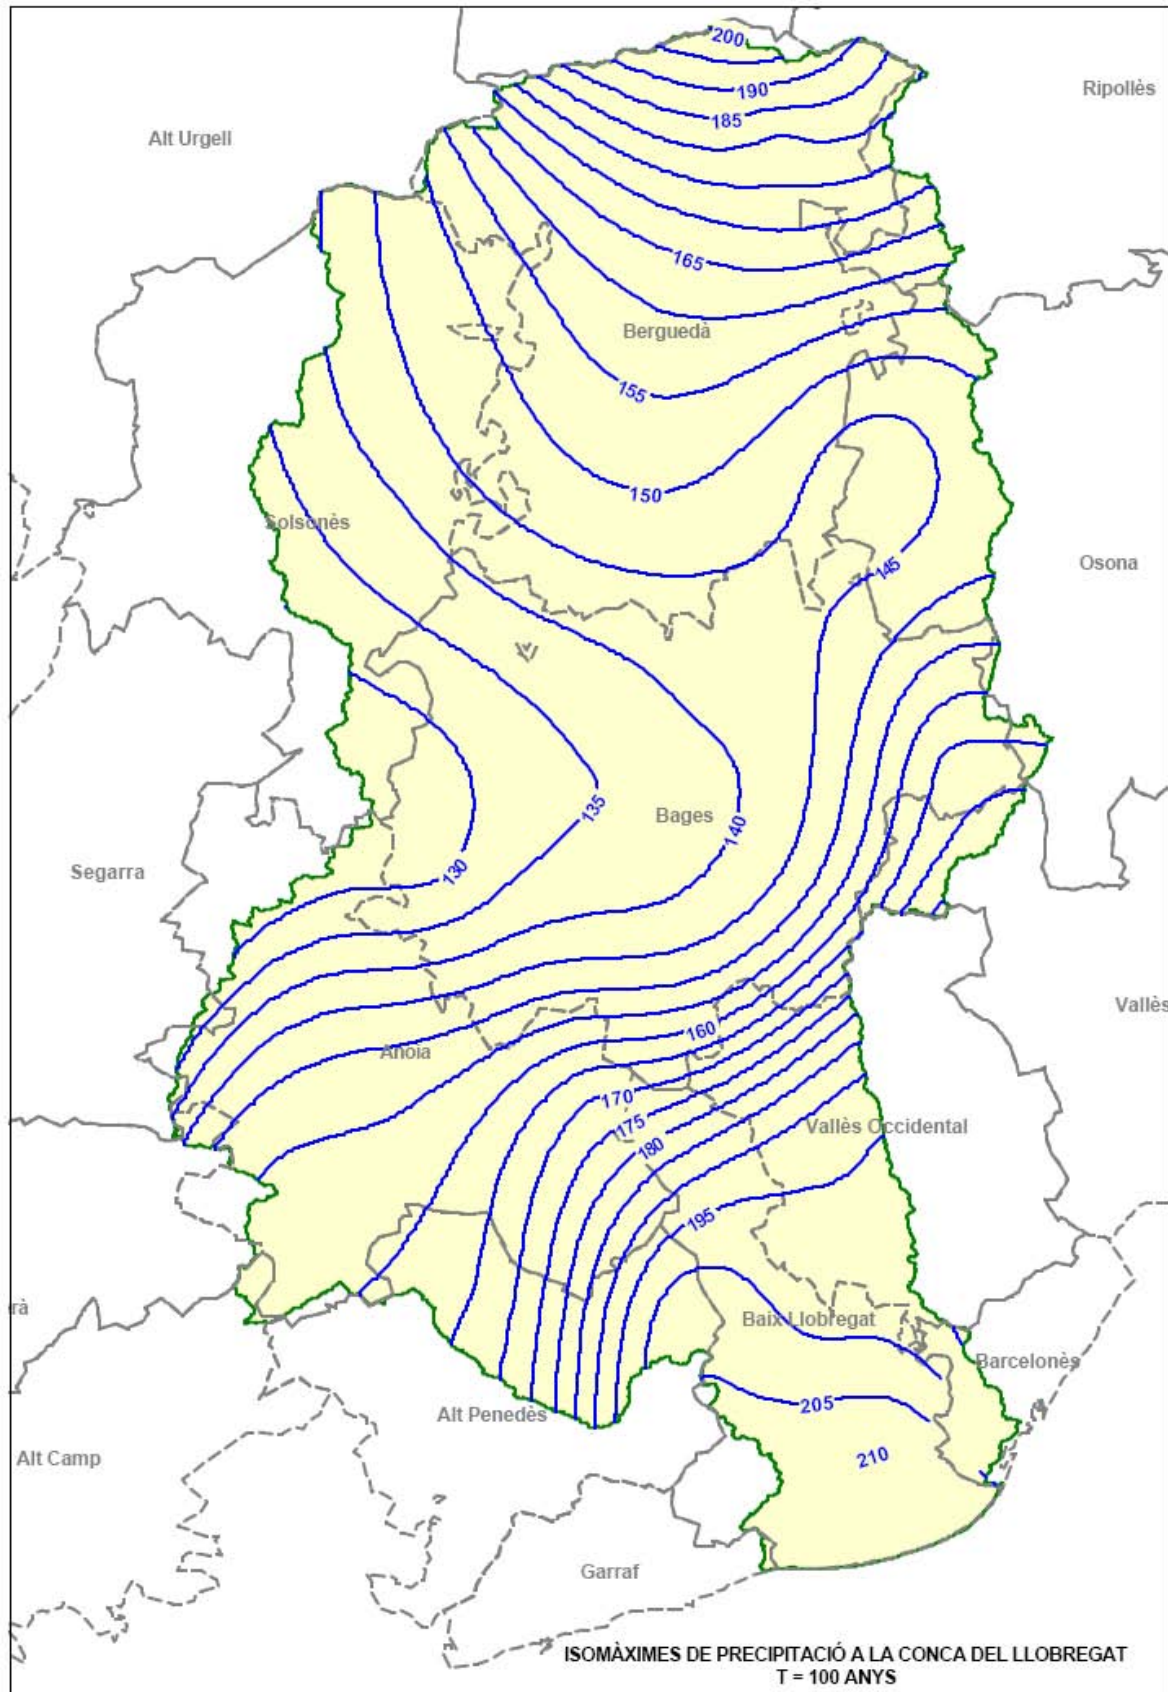 200
190
Ripollès
185
Alt Urgell
165
Berguedà
155
150
Solsonès
Osona
145
135
Bages
140
130
Segarra
Vallès
160
Anoia
170
175
Vallès Occidental
180
195
rà
Baix Llobregat
Barcelonès
205
Alt Penedès
210
Alt Camp
Garraf
ISOMÀXIMES DE PRECIPITACIÓ A LA CONCA DEL LLOBREGAT
T = 100 ANYS